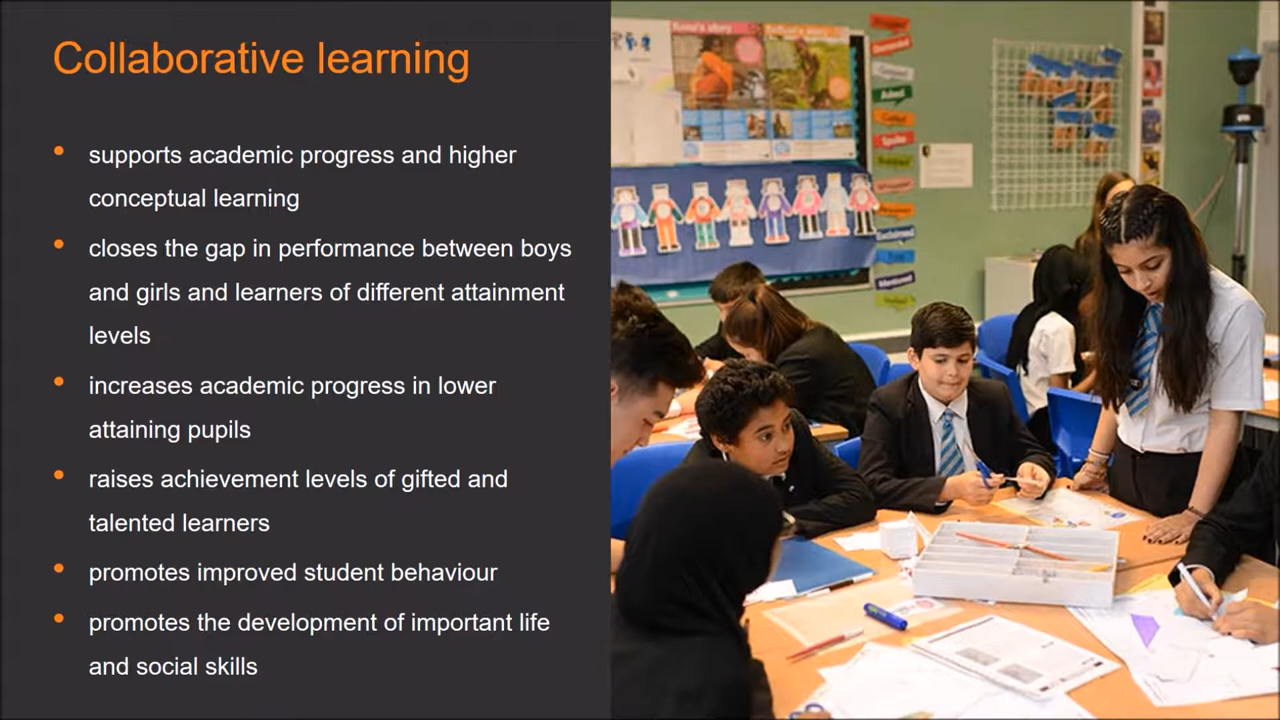 Collaborative learning
• supports academic progress and higher
conceptual learning
• closes the gap in performance between boys
and girls and learners of different attainment
levels
• increases academic progress in lower
attaining pupils
• raises achievement levels of gifted and
talented learners
• promotes improved student behaviour
• promotes the development of important life
and social skills